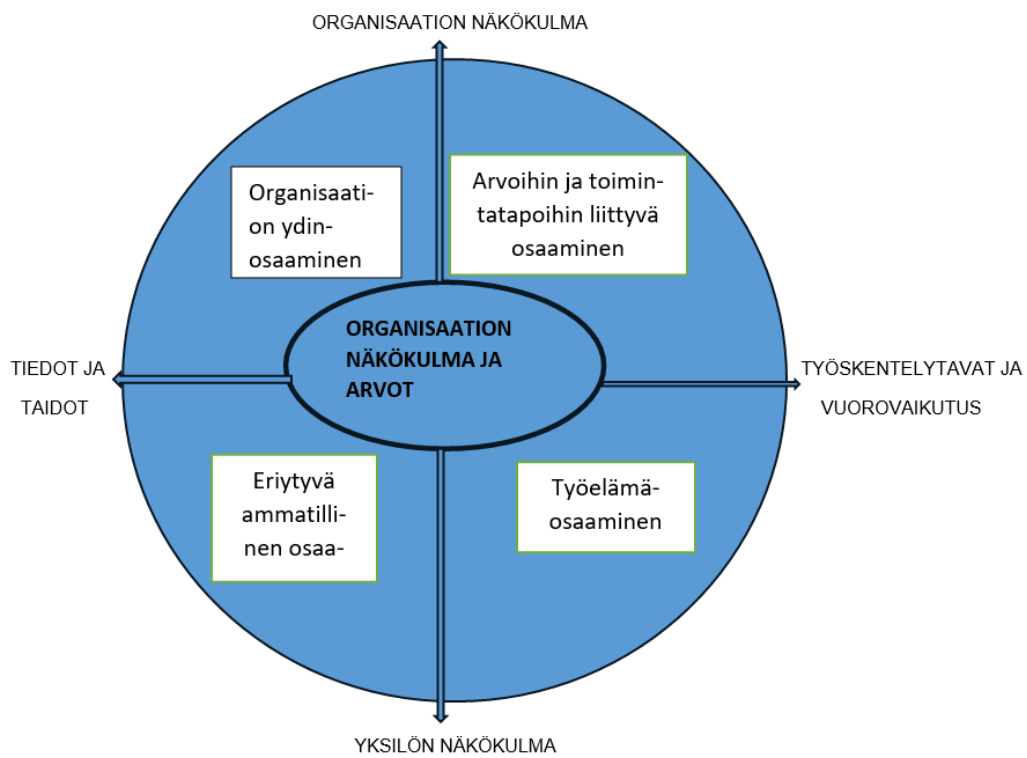 ORGANISAATION NÄKÖKULMA
Organisaati-
on ydin-
osaaminen
Arvoihin ja toimin-
tatapoihin liittyvä
osaaminen
ORGANISAATION
NÄKÖKULMA JA
ARVOT
TIEDOT JA
TAIDOT
TYÖSKENTELYTAVAT JA
VUOROVAIKUTUS
Eriytyvä
ammatilli-
nen osaa-
Työelämä-
osaaminen
YKSILÖN NÄKÖKULMA